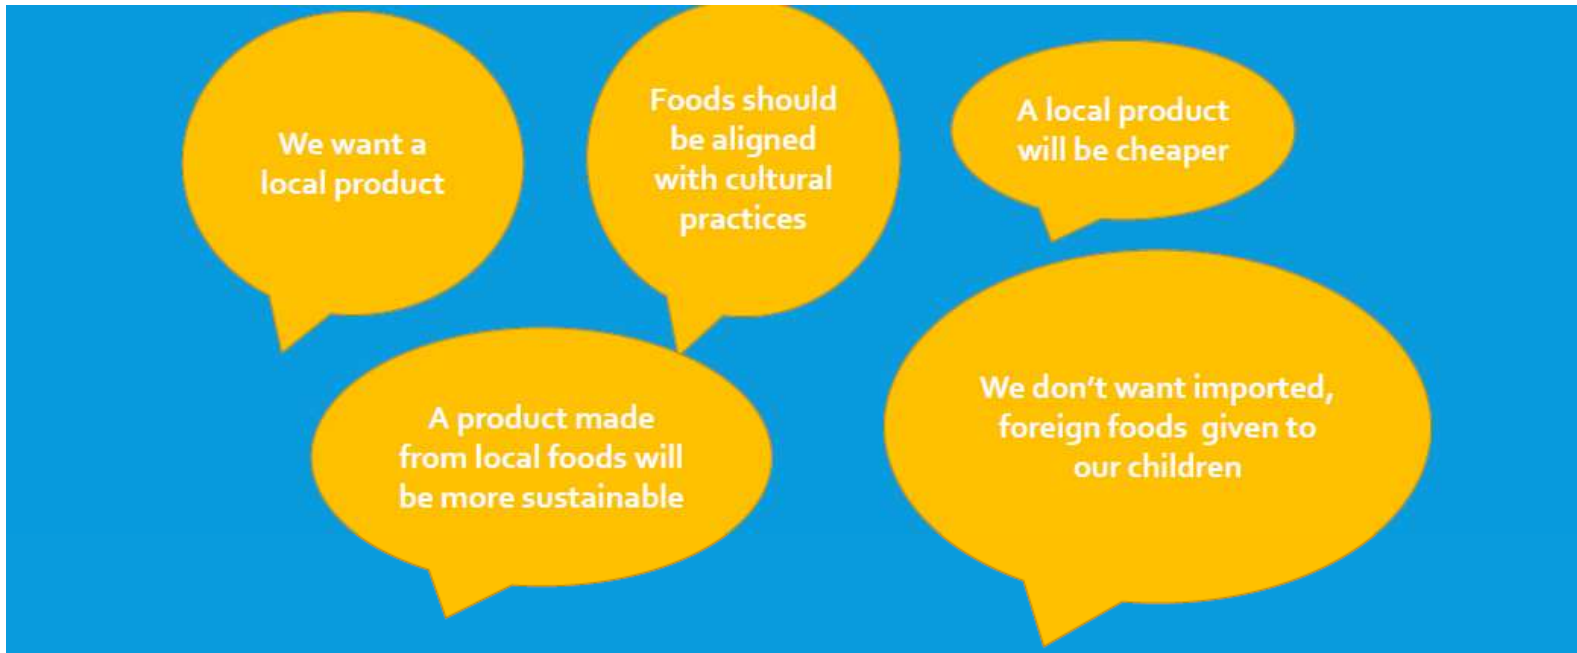 We want a
local product
Foods should
be aligned
with cultural
practices
A local product
will be cheaper
A product made
from local foods will
be more sustainable
We don't want imported,
foreign foods  given to
our children